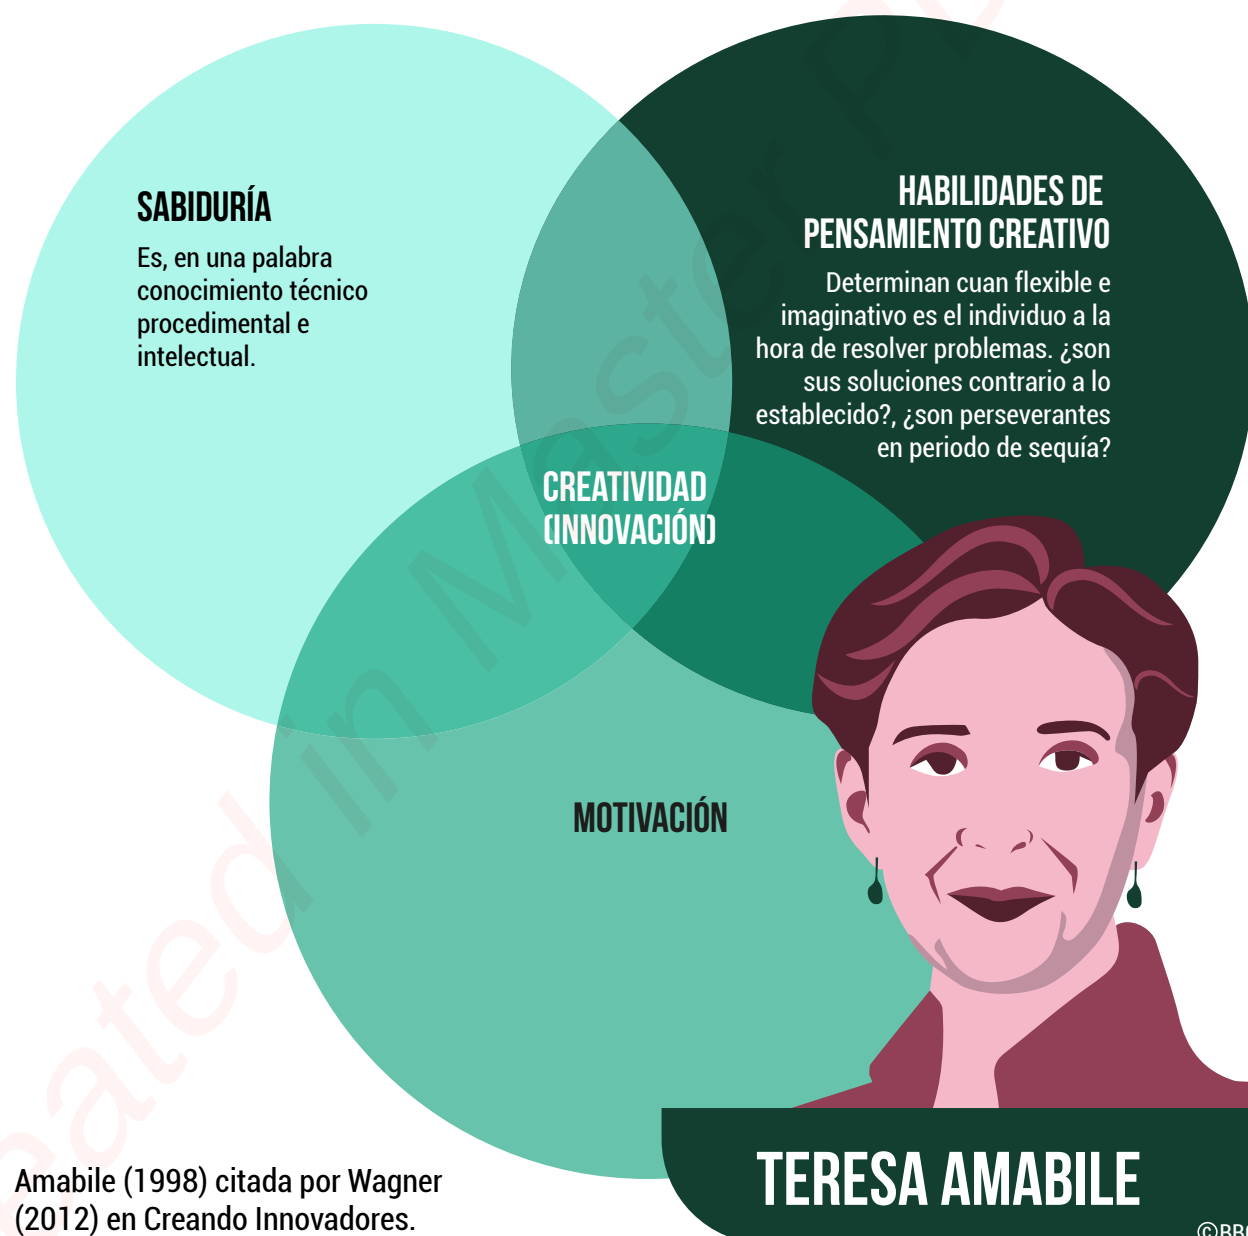 SABIDURÍA
Es, en una palabra
conocimiento técnico
procedimental e
intelectual.
HABILIDADES DE
PENSAMIENTO CREATIVO
Determinan cuan flexible e
imaginativo es el individuo a la
hora de resolver problemas. ¿son
sus soluciones contrario a lo
establecido?, ¿son perseverantes
en periodo de sequía?
CREATIVIDAD
(INNOVACIÓN)
MOTIVACIÓN
TERESA AMABILE
Amabile (1998) citada por Wagner
(2012) en Creando Innovadores.
in Master